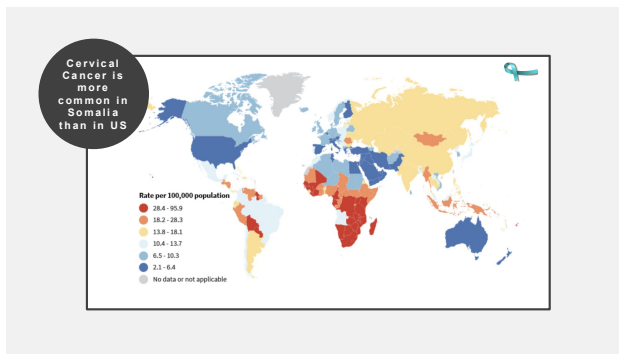 Cervical
Cancer is
more
common in
Somalia
than in US
Rate per 100,000 population
28.4 - 95.9
18.2 - 28.3
13.8 - 18.1
10.4 - 13.7
6.5 - 10.3
2.1 - 6.4
No data or not applicable